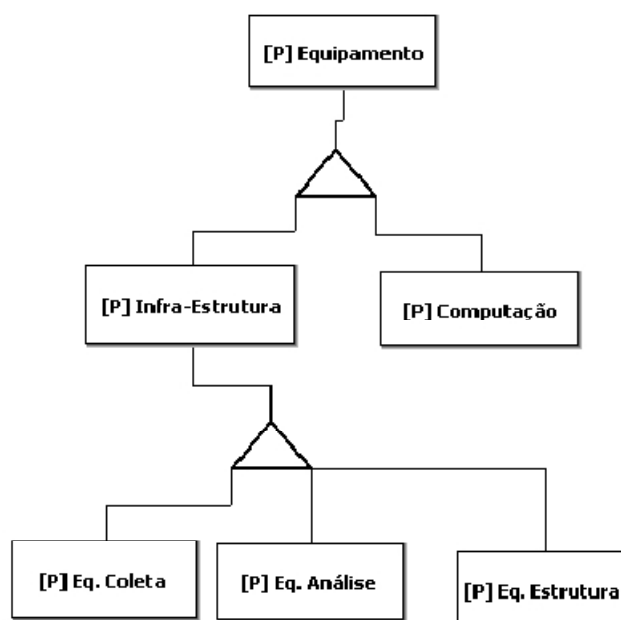 [P] Equipamento
[P] Infra-Estrutura
[P] Computação
[P] Eq. Coleta
[P] Eq. Análise
[P] Eq. Estrutura